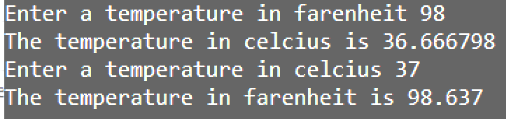 Enter a temperature in farenheit 98
The temperature in celcius is 36.666798
Enter a temperature in celcius 37
The temperature in farenheit is 98.637